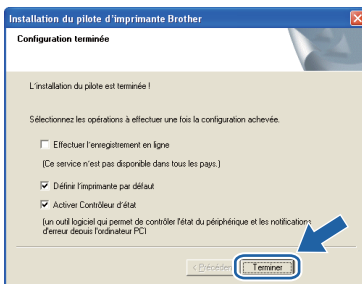 Installation du pilote d'imprimante Brother
Configuration terminée
L'installation du pilote est terminée !
Sélectionnez les opérations à effectuer une fois la configuration achevée.
Effectuer l'enregistrement en ligne
(Ce service n'est pas disponible dans tous les pays.)
Définir l'imprimante par défaut
Activer Contrôleur d'état
(un outil logiciel qui permet de contrôler l'état du périphérique et les notifications
d'erreur depuis l'ordinateur PC)
< Précédent
Terminer